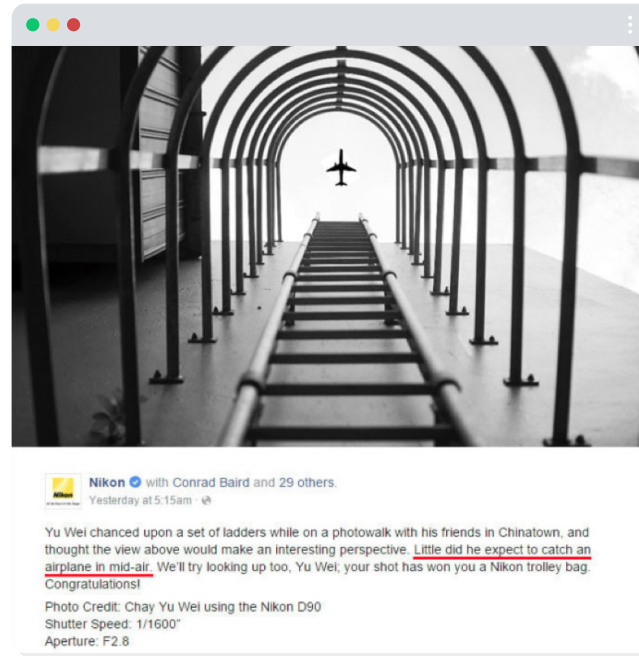 Nikon
Nikon with Conrad Baird and 29 others.
Yesterday at 5:15am ·
Yu Wei chanced upon a set of ladders while on a photowalk with his friends in Chinatown, and
thought the view above would make an interesting perspective. Little did he expect to catch an
airplane in mid-air. We'll try looking up too, Yu Wei; your shot has won you a Nikon trolley bag.
Congratulations!
Photo Credit: Chay Yu Wei using the Nikon D90
Shutter Speed: 1/1600"
Aperture: F2.8